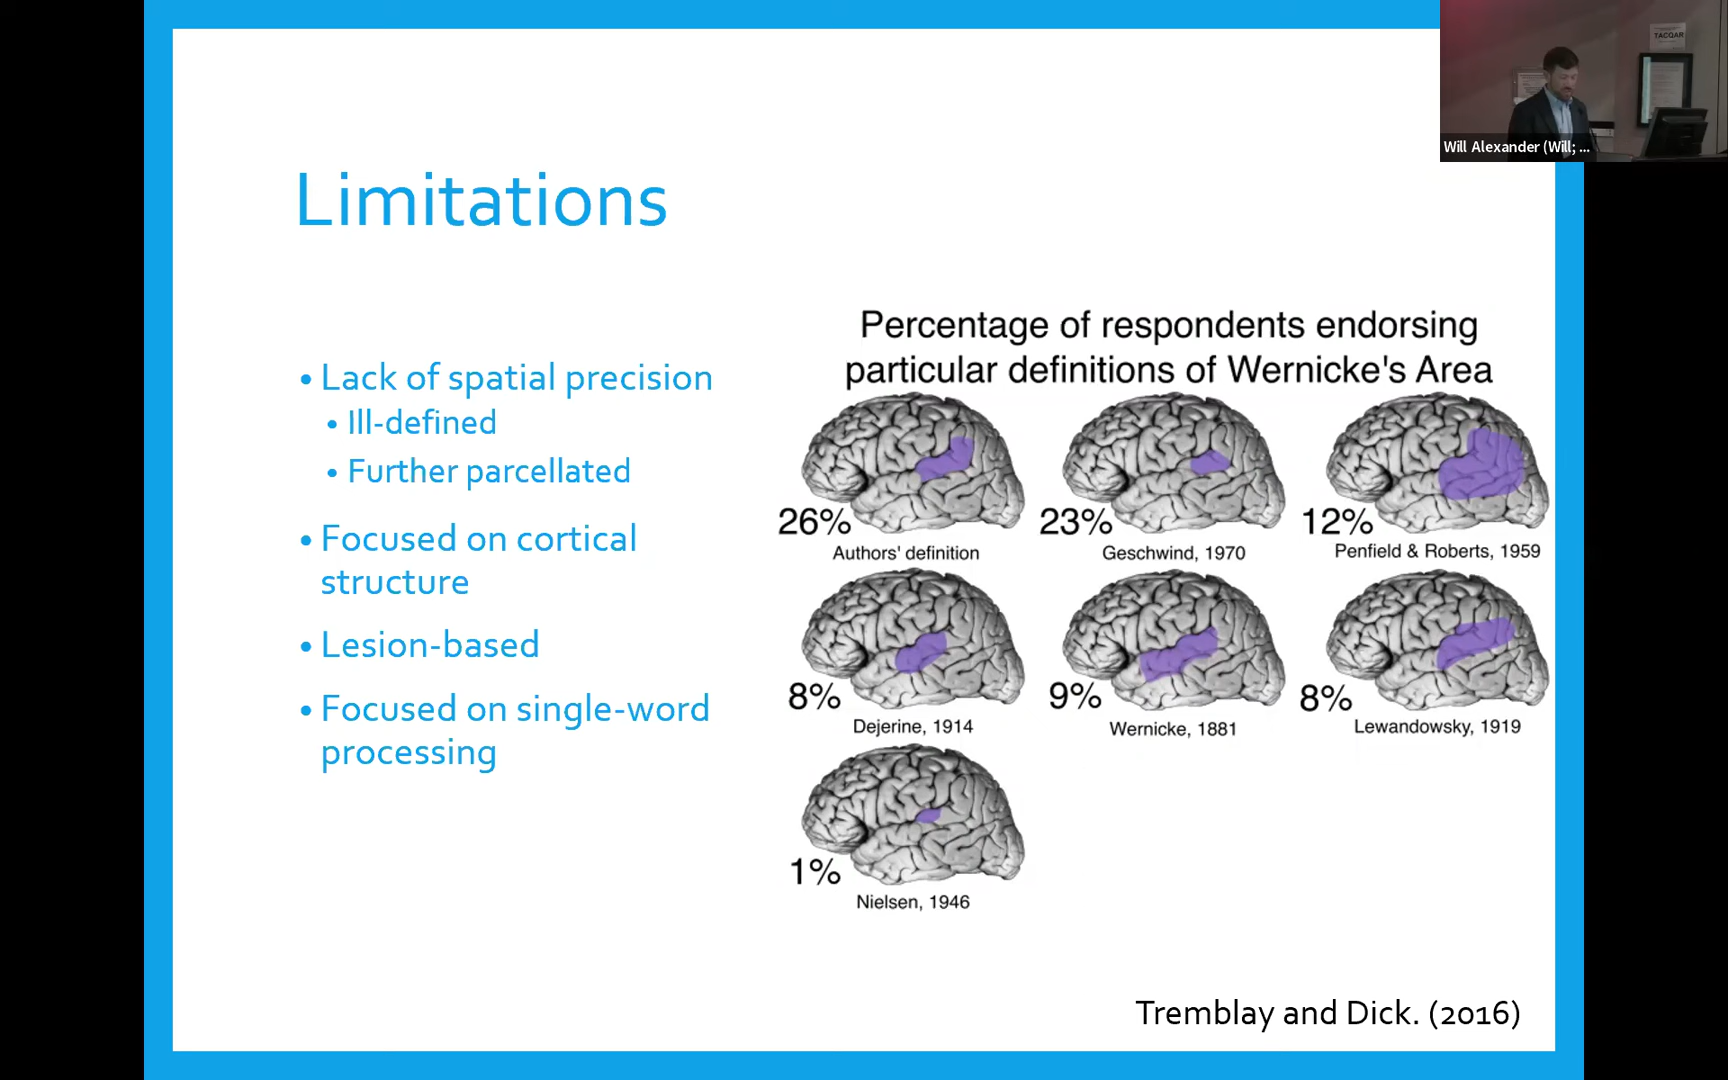 TACQAR
Will Alexander (Will; ...
Limitations
• Lack of spatial precision
• Ill-defined
• Further parcellated
• Focused on cortical
structure
• Lesion-based
• Focused on single-word
processing
Percentage of respondents endorsing
particular definitions of Wernicke's Area
26%
Authors' definition
23%
Geschwind, 1970
12%
Penfield & Roberts, 1959
8%
Dejerine, 1914
9%
Wernicke, 1881
8%
Lewandowsky, 1919
1%
Nielsen, 1946
Tremblay and Dick. (2016)